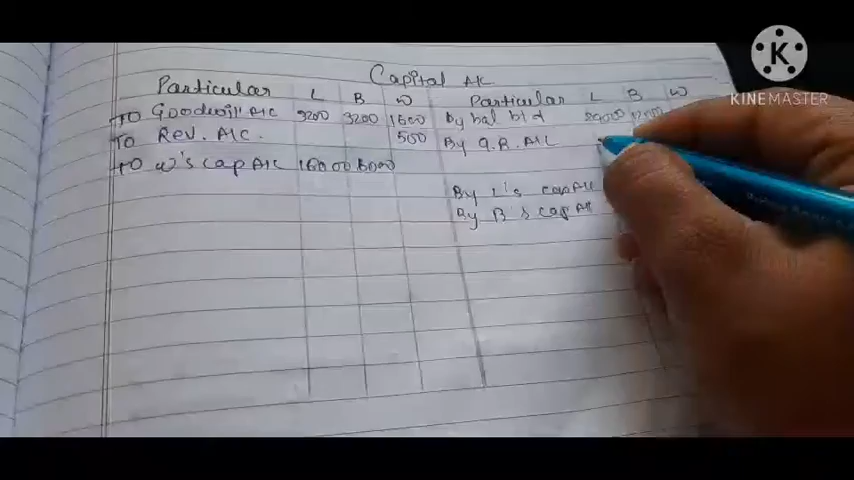 Capital A/C
Particular L B W Particular L B W
To Goodwill A/C 3200 3200 1600 By bal b/d
To Rev. A/C. 500 By G.R. A/C
To W's cap A/C 16000 8000
By L's cap A/C
By B's cap A/C
K
KINEMASTER